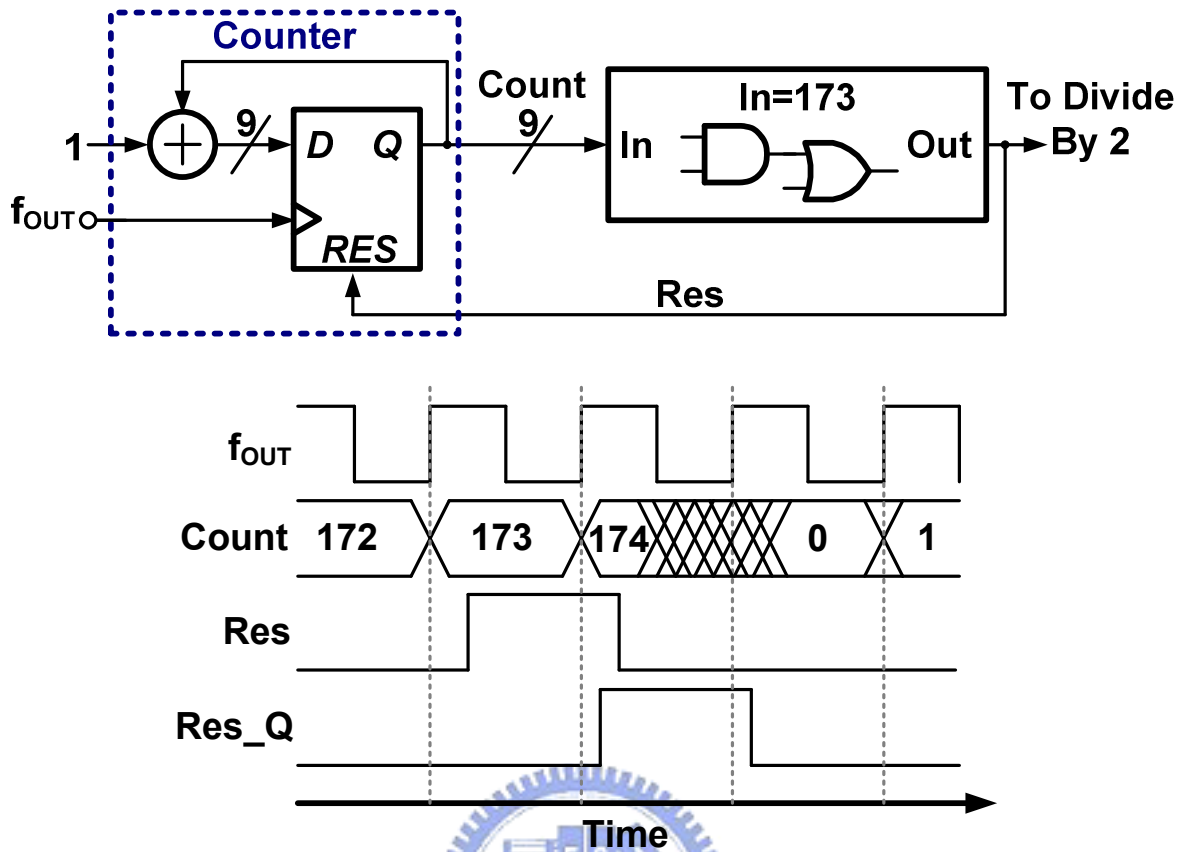 Counter
Count
In=173
To Divide
By 2
1
9
D
Q
9
In
Out
fOUT
RES
Res
fOUT
Count
172
173
174
0
1
Res
Res_Q
Time